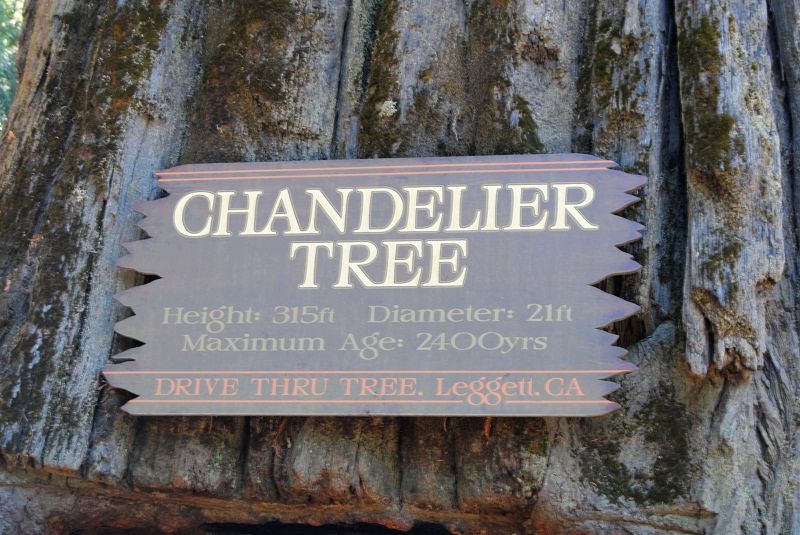 CHANDELIER
TREE
Height: 315ft Diameter: 21ft
Maximum Age: 2400yrs
DRIVE THRU TREE. Leggett. CA